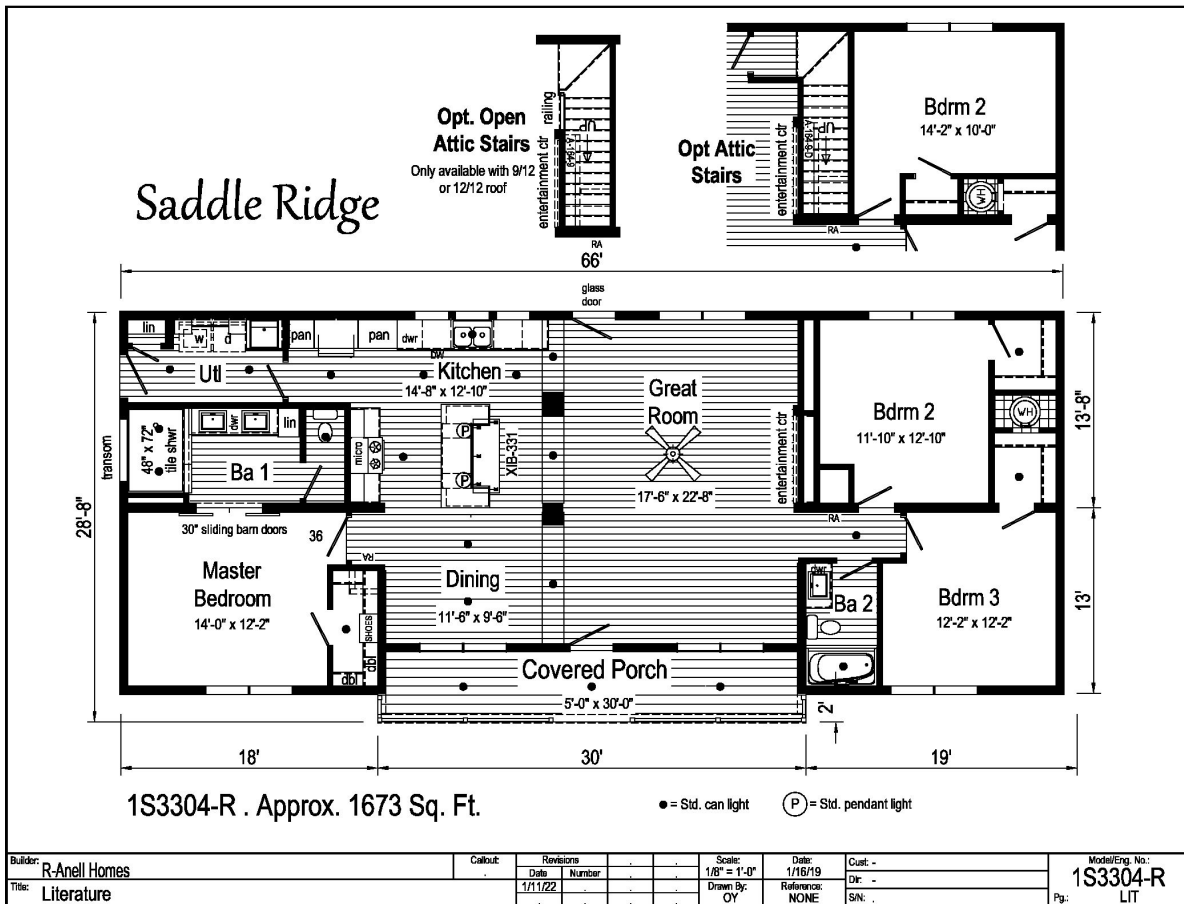 Saddle Ridge
Opt. Open
Attic Stairs
Only available with 9/12
or 12/12 roof
railing
entertainment ctr
UP
A-184-9
RA
Opt Attic
Stairs
entertainment ctr
UP
A-184-9-D
Bdrm 2
14'-2" x 10'-0"
WH
RA
66'
glass
door
28'-8"
transom
lin
w
d
Utl
pan
pan
dwr
DW
Kitchen
14'-8" x 12'-10"
48" x 72"
tile shwr
dwr
lin
Ba 1
micro
P
P
XIB-331
Great
Room
17'-6" x 22'-8"
entertainment ctr
Bdrm 2
11'-10" x 12'-10"
WH
13'-8"
30" sliding barn doors
36
RA
Master
Bedroom
14'-0" x 12'-2"
SHOES
dbl
dbl
Dining
11'-6" x 9'-6"
RA
dwr
Ba 2
Bdrm 3
12'-2" x 12'-2"
13'
Covered Porch
5'-0" x 30'-0"
2'
18'
30'
19'
1S3304-R . Approx. 1673 Sq. Ft.
= Std. can light
P = Std. pendant light
Builder: R-Anell Homes
Title: Literature
Callout:
Revisions
Date Number
1/11/22
Scale:
1/8" = 1'-0"
Drawn By:
OY
Date:
1/16/19
Reference:
NONE
Cust: -
Dir: -
S/N: .
Model/Eng. No.:
1S3304-R
Pg.: LIT